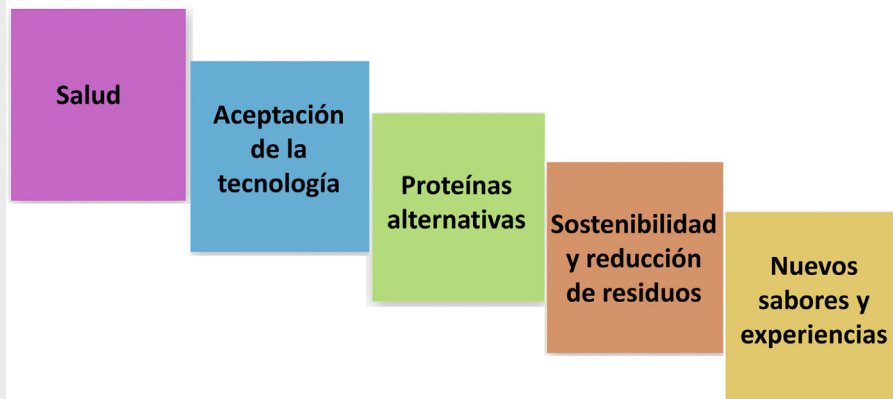 Salud
Aceptación
de la
tecnología
Proteínas
alternativas
Sostenibilidad
y reducción
de residuos
Nuevos
sabores y
experiencias